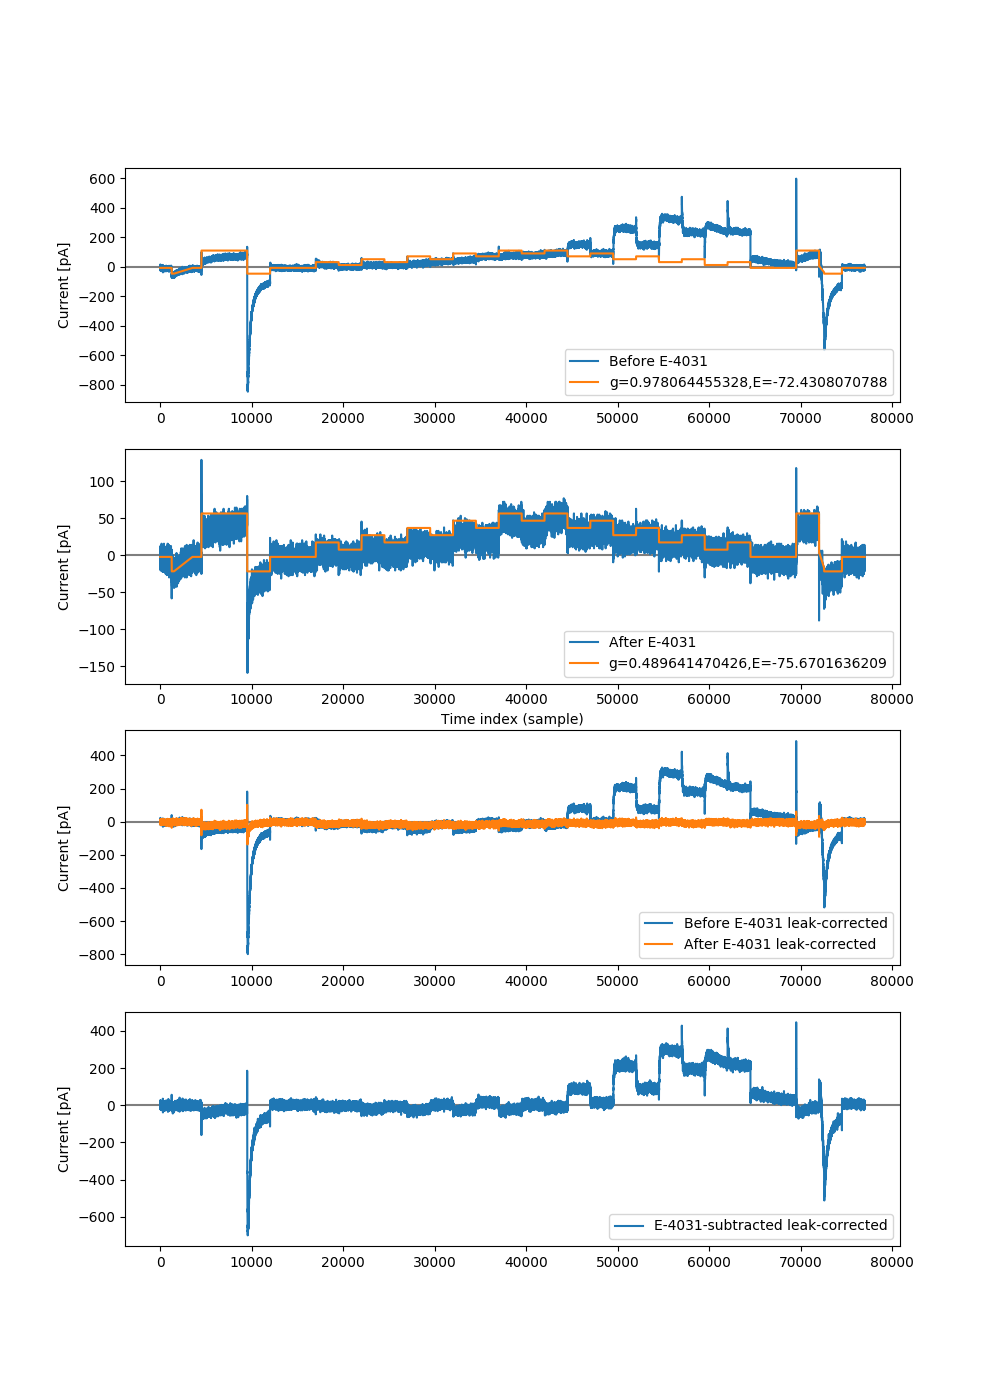 600
400
200
0
−200
−400
−600
−800
Current [pA]
Before E-4031
g=0.978064455328,E=-72.4308070788
0 10000 20000 30000 40000 50000 60000 70000 80000
100
50
0
−50
−100
−150
Current [pA]
After E-4031
g=0.489641470426,E=-75.6701636209
0 10000 20000 30000 40000 50000 60000 70000 80000
Time index (sample)
400
200
0
−200
−400
−600
−800
Current [pA]
Before E-4031 leak-corrected
After E-4031 leak-corrected
0 10000 20000 30000 40000 50000 60000 70000 80000
400
200
0
−200
−400
−600
Current [pA]
E-4031-subtracted leak-corrected
0 10000 20000 30000 40000 50000 60000 70000 80000